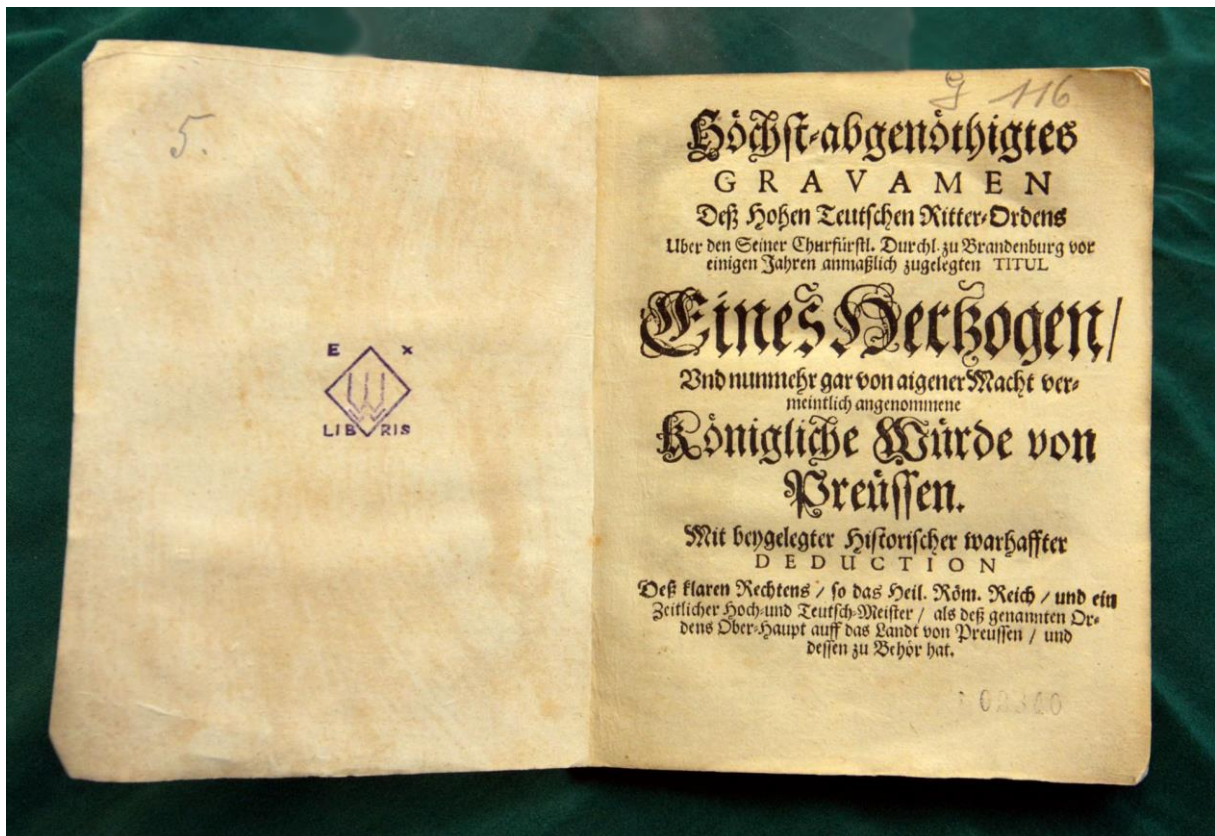 5.
E x
LIB RIS
G 116
Höchst-abgenöthigtes
GRAVAMEN
Deß Hohen Teutschen Ritter-Ordens
Uber den Seiner Churfürstl. Durchl. zu Brandenburg vor
einigen Jahren anmaßlich zugelegten TITUL
Eines Hertzogen /
Vnd nunmehr gar von aigener Macht ver-
meintlich angenommene
Königliche Würde von
Preüssen.
Mit beygelegter Historischer warhaffter
DEDUCTION
Deß klaren Rechtens / so das Heil. Röm. Reich / und ein
Zeitlicher Hoch-und Teutsch-Meister / als deß genannten Or-
dens Ober-Haupt auff das Landt von Preussen / und
dessen zu Behör hat.